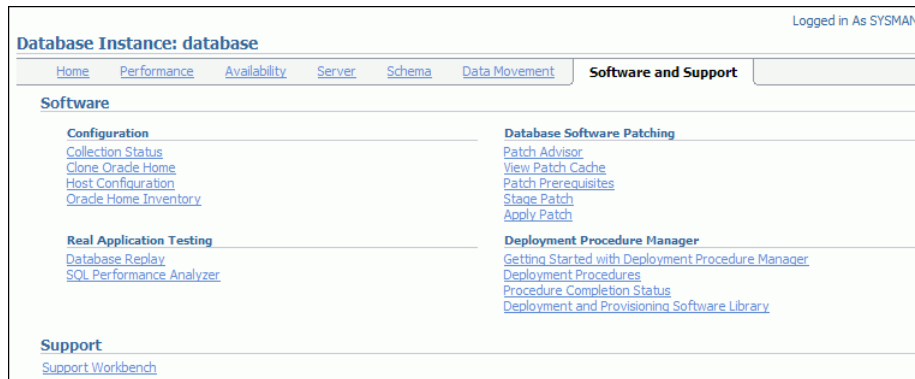 Logged in As SYSMAN
Database Instance: database
Home Performance Availability Server Schema Data Movement Software and Support
Software
Configuration
Collection Status
Clone Oracle Home
Host Configuration
Oracle Home Inventory
Database Software Patching
Patch Advisor
View Patch Cache
Patch Prerequisites
Stage Patch
Apply Patch
Real Application Testing
Database Replay
SQL Performance Analyzer
Deployment Procedure Manager
Getting Started with Deployment Procedure Manager
Deployment Procedures
Procedure Completion Status
Deployment and Provisioning Software Library
Support
Support Workbench